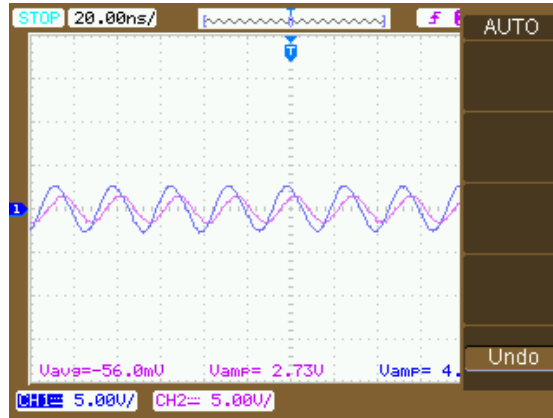 STOP 20.00ns/ T
AUTO
T
1
Vavg=-56.0mV Vamp= 2.73V Vamp= 4.
Undo
CH1 5.00V/ CH2 5.00V/